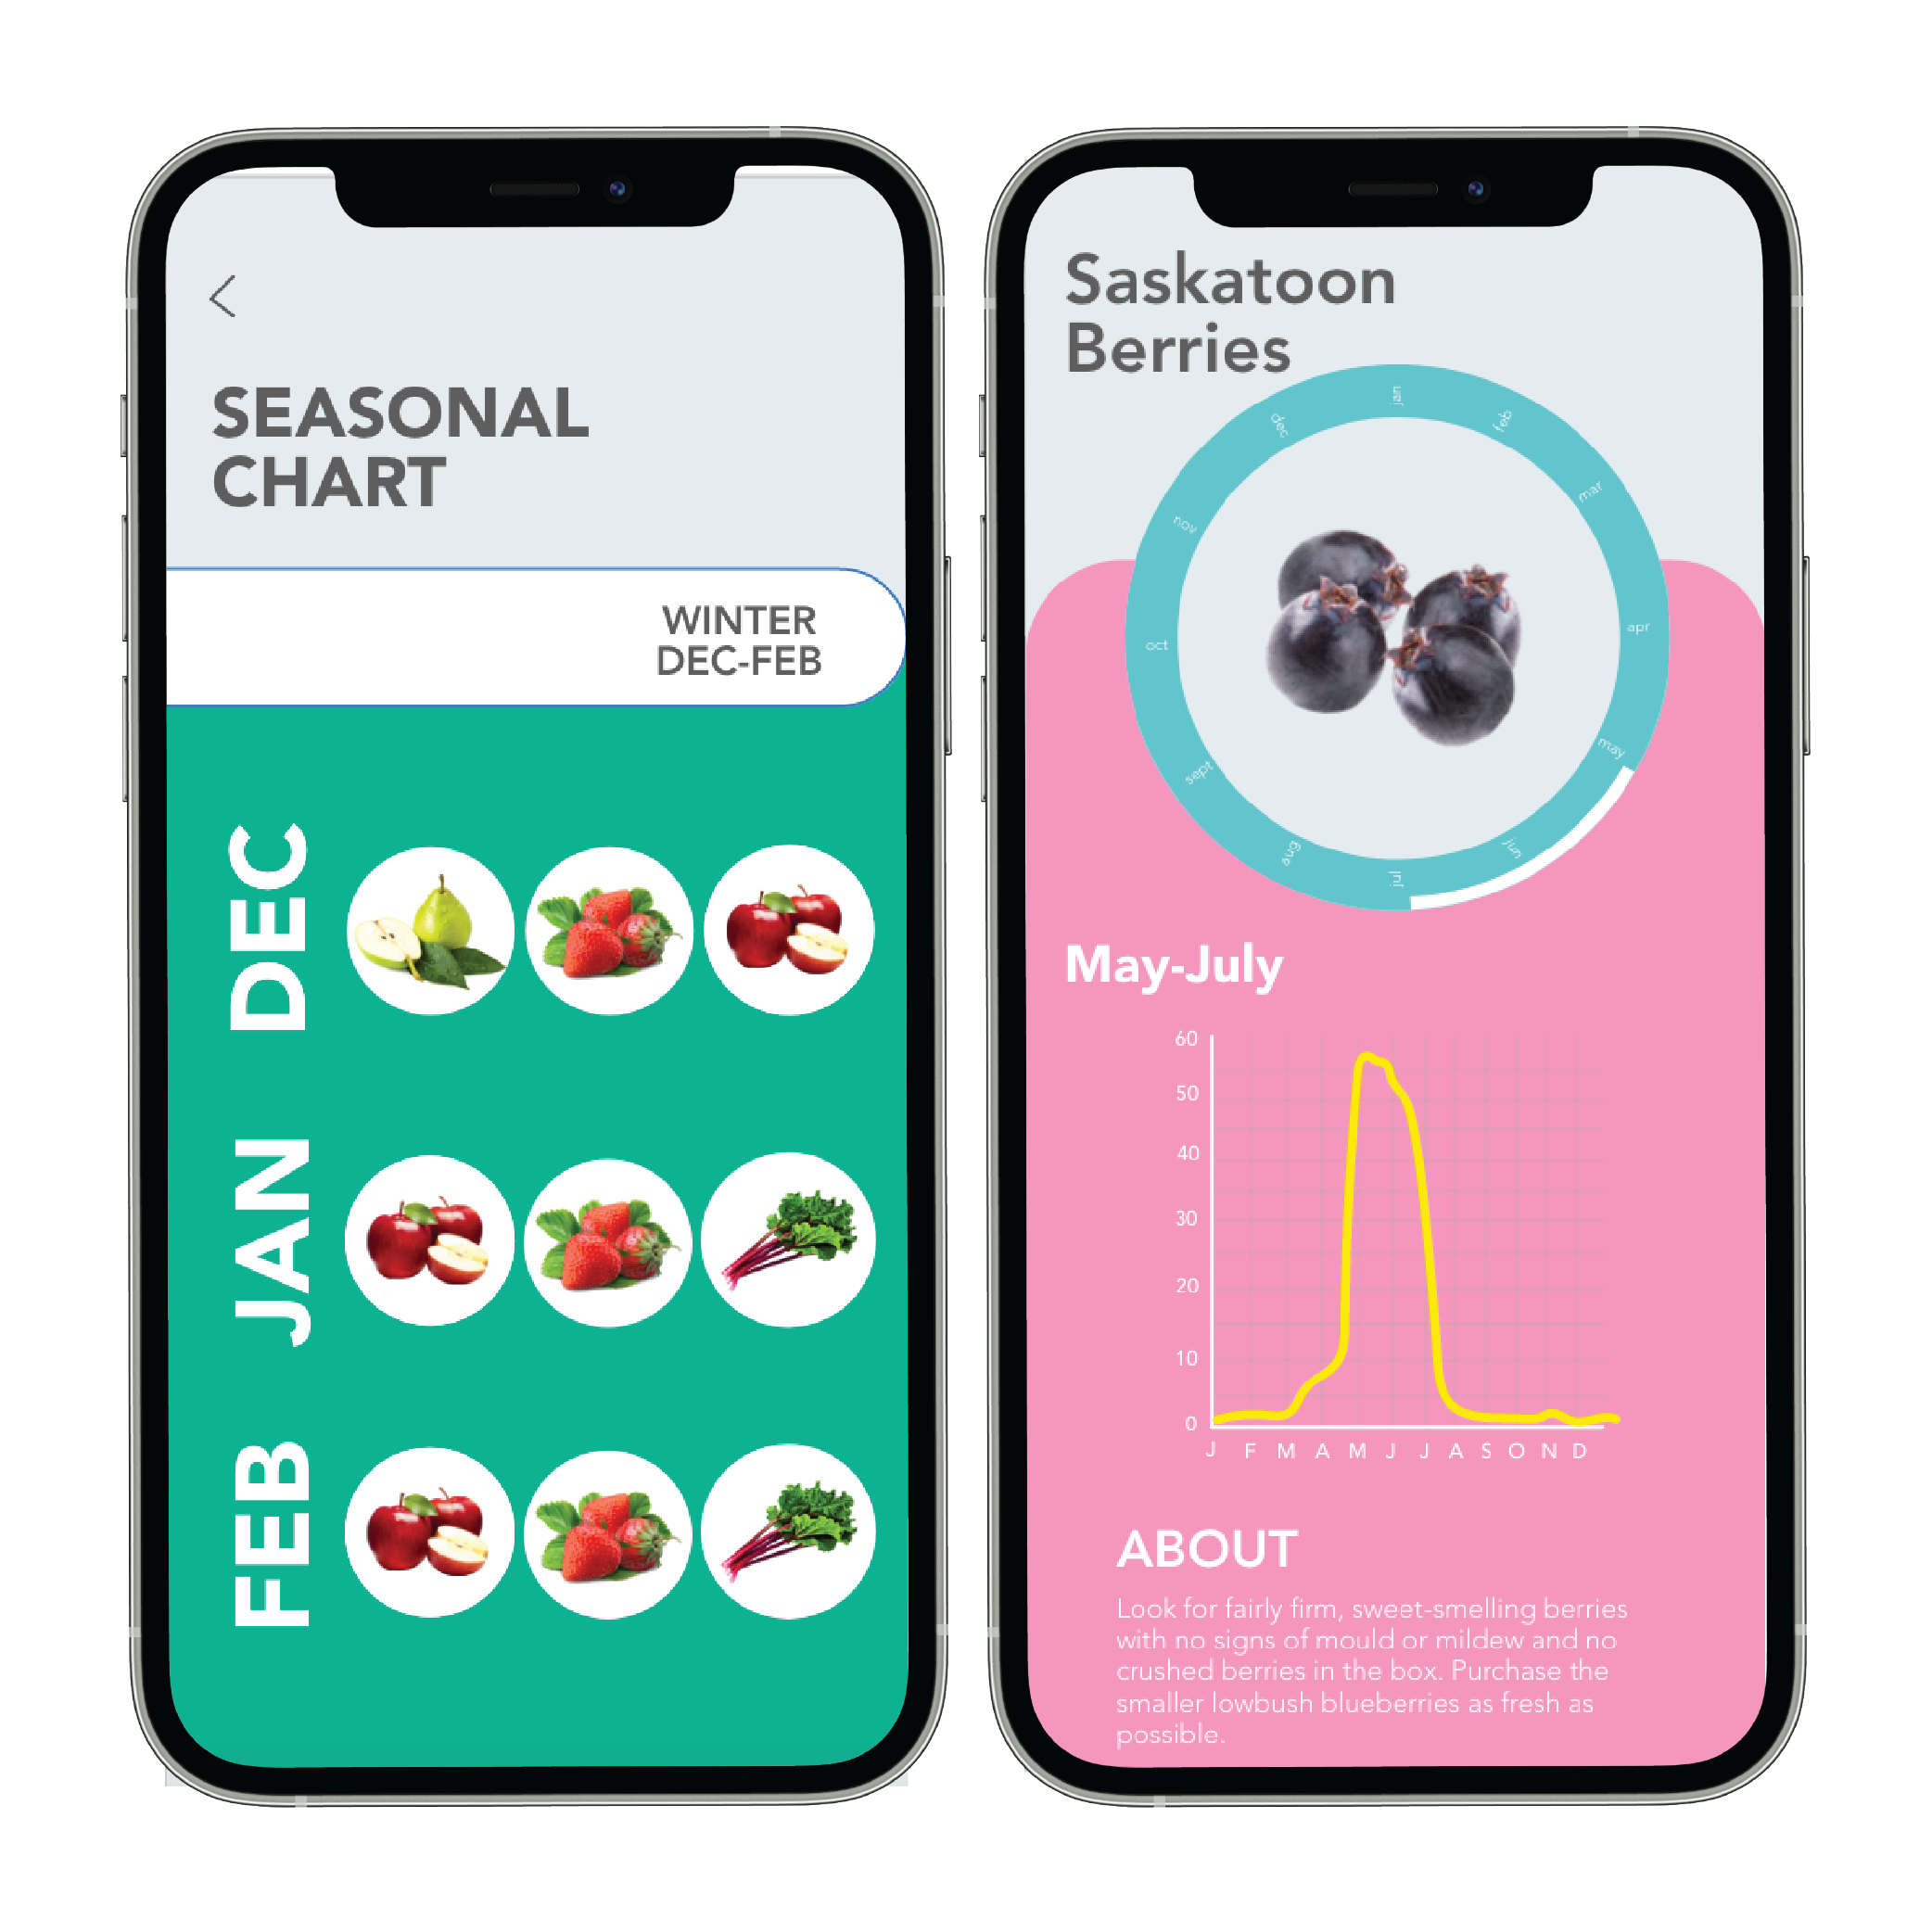 SEASONAL
CHART
WINTER
DEC-FEB
DEC
JAN
FEB
Saskatoon
Berries
jan
feb
mar
apr
may
jun
jul
aug
sept
oct
nov
dec
May-July
60
50
40
30
20
10
0
J F M A M J J A S O N D
ABOUT
Look for fairly firm, sweet-smelling berries
with no signs of mould or mildew and no
crushed berries in the box. Purchase the
smaller lowbush blueberries as fresh as
possible.